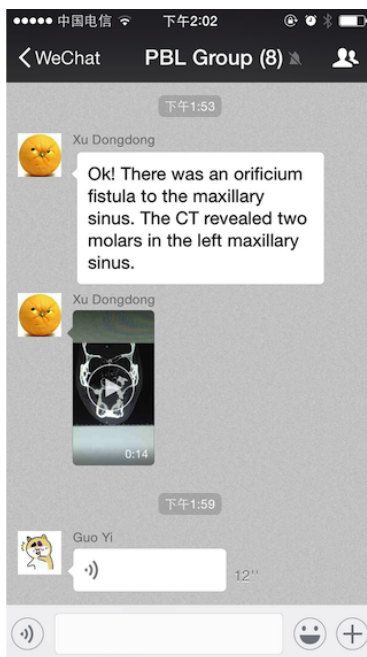 中国电信 下午2:02
WeChat PBL Group (8)
下午1:53
Xu Dongdong
Ok! There was an orificium
fistula to the maxillary
sinus. The CT revealed two
molars in the left maxillary
sinus.
Xu Dongdong
0:14
下午1:59
Guo Yi
12"